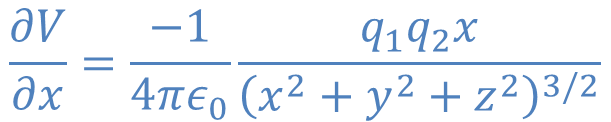 ∂V/∂x = −1/(4πϵ₀) q₁q₂x/(x² + y² + z²)^{3/2}